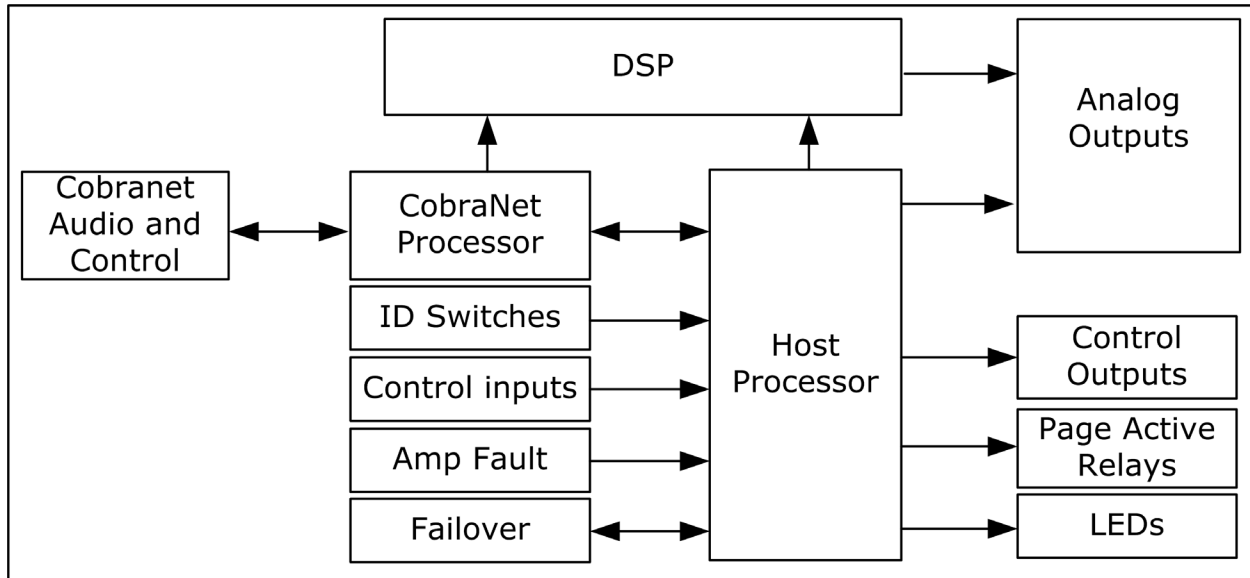 DSP
Analog
Outputs
Cobranet
Audio and
Control
CobraNet
Processor
ID Switches
Control inputs
Amp Fault
Failover
Host
Processor
Control
Outputs
Page Active
Relays
LEDs